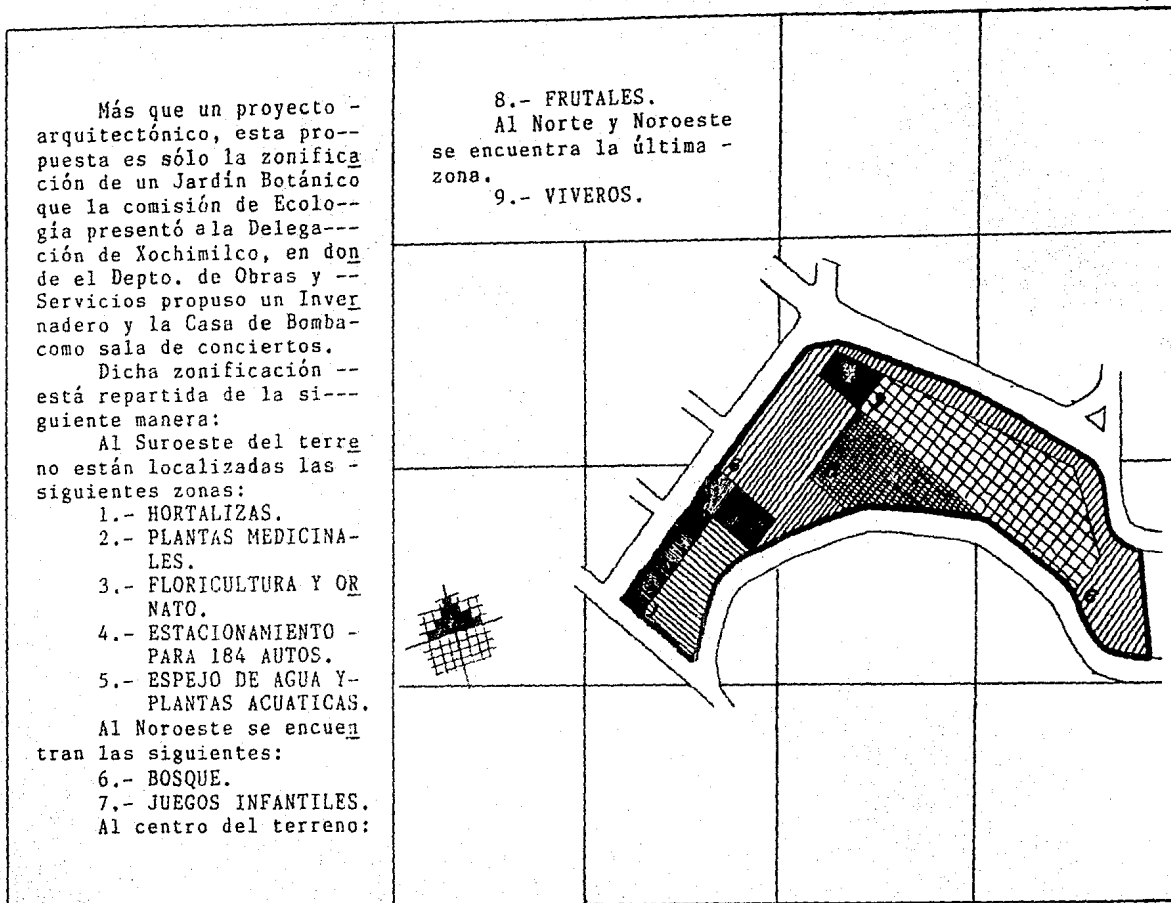 Más que un proyecto -
arquitectónico, esta pro--
puesta es sólo la zonifica
ción de un Jardín Botánico
que la comisión de Ecolo--
gía presentó ala Delega---
ción de Xochimilco, en don
de el Depto. de Obras y --
Servicios propuso un Inver
nadero y la Casa de Bomba-
como sala de conciertos.
Dicha zonificación --
está repartida de la si---
guiente manera:
Al Suroeste del terre
no están localizadas las -
siguientes zonas:
1.- HORTALIZAS.
2.- PLANTAS MEDICINA-
LES.
3.- FLORICULTURA Y OR
NATO.
4.- ESTACIONAMIENTO -
PARA 184 AUTOS.
5.- ESPEJO DE AGUA Y-
PLANTAS ACUATICAS.
Al Noroeste se encuen
tran las siguientes:
6.- BOSQUE.
7.- JUEGOS INFANTILES.
Al centro del terreno:
8.- FRUTALES.
Al Norte y Noroeste
se encuentra la última -
zona.
9.- VIVEROS.